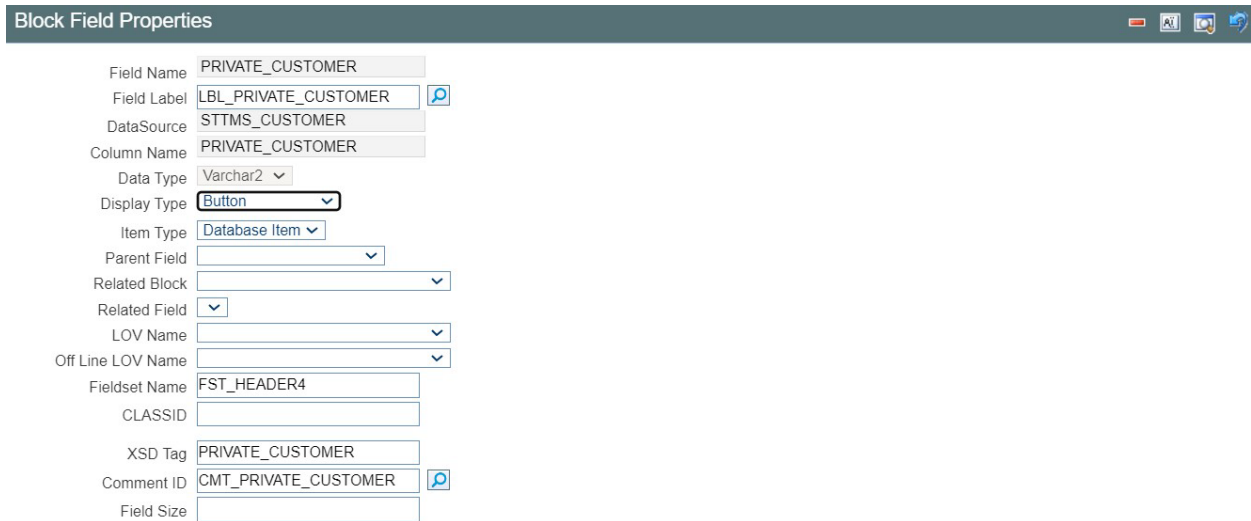 Block Field Properties
Field Name PRIVATE_CUSTOMER
Field Label LBL_PRIVATE_CUSTOMER
DataSource STTMS_CUSTOMER
Column Name PRIVATE_CUSTOMER
Data Type Varchar2
Display Type Button
Item Type Database Item
Parent Field
Related Block
Related Field
LOV Name
Off Line LOV Name
Fieldset Name FST_HEADER4
CLASSID
XSD Tag PRIVATE_CUSTOMER
Comment ID CMT_PRIVATE_CUSTOMER
Field Size